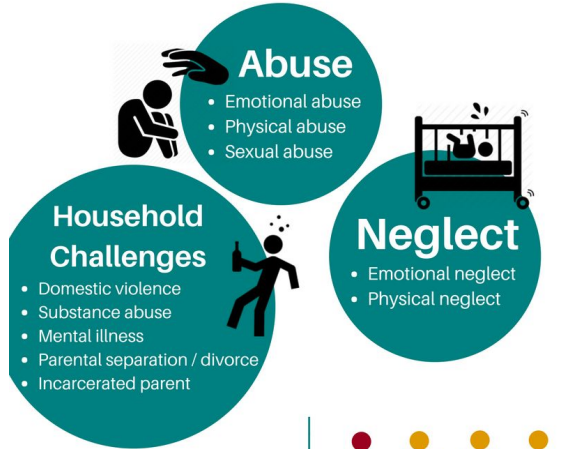 Abuse
• Emotional abuse
• Physical abuse
• Sexual abuse
Household
Challenges
• Domestic violence
• Substance abuse
• Mental illness
• Parental separation / divorce
• Incarcerated parent
Neglect
• Emotional neglect
• Physical neglect